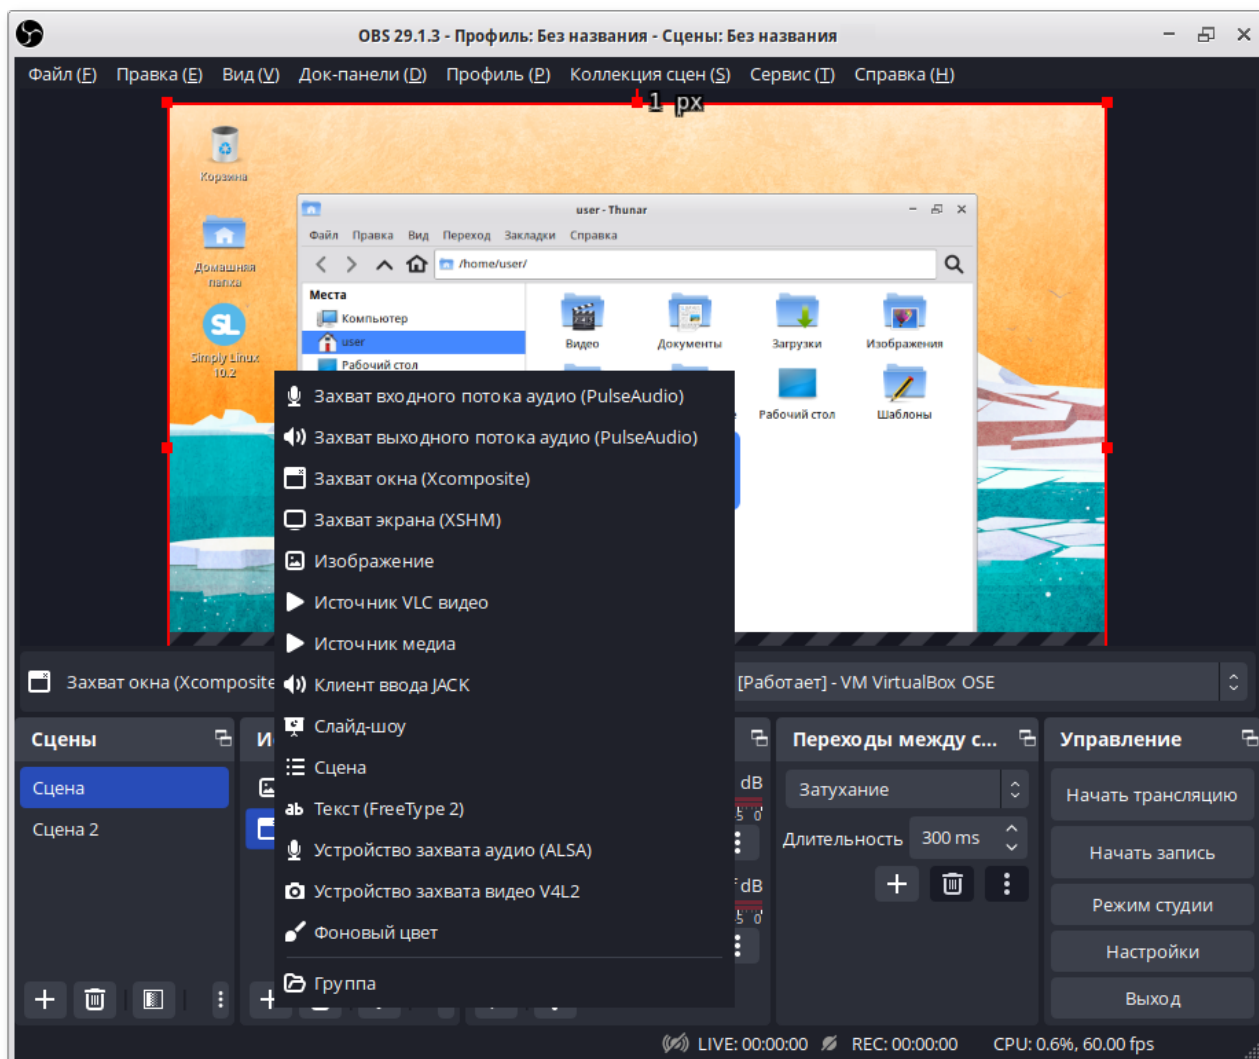 OBS 29.1.3 - Профиль: Без названия - Сцены: Без названия
Файл (F) Правка (E) Вид (V) Док-панели (D) Профиль (P) Коллекция сцен (S) Сервис (T) Справка (H)
1 px
Корзина
Домашняя
папка
SL
Simply Linux
10.2
user - Thunar
Файл Правка Вид Переход Закладки Справка
/home/user/
Места
Компьютер
user
Рабочий стол
Видео Документы Загрузки Изображения
Рабочий стол Шаблоны
Захват входного потока аудио (PulseAudio)
Захват выходного потока аудио (PulseAudio)
Захват окна (Xcomposite)
Захват экрана (XSHM)
Изображение
Источник VLC видео
Источник медиа
Клиент ввода JACK
Слайд-шоу
Сцена
ab Текст (FreeType 2)
Устройство захвата аудио (ALSA)
Устройство захвата видео V4L2
Фоновый цвет
Группа
Захват окна (Xcomposite [Работает] - VM VirtualBox OSE
Сцены
Сцена
Сцена 2
dB
-5 0
dB
-5 0
Переходы между с...
Затухание
Длительность 300 ms
Управление
Начать трансляцию
Начать запись
Режим студии
Настройки
Выход
LIVE: 00:00:00 REC: 00:00:00 CPU: 0.6%, 60.00 fps